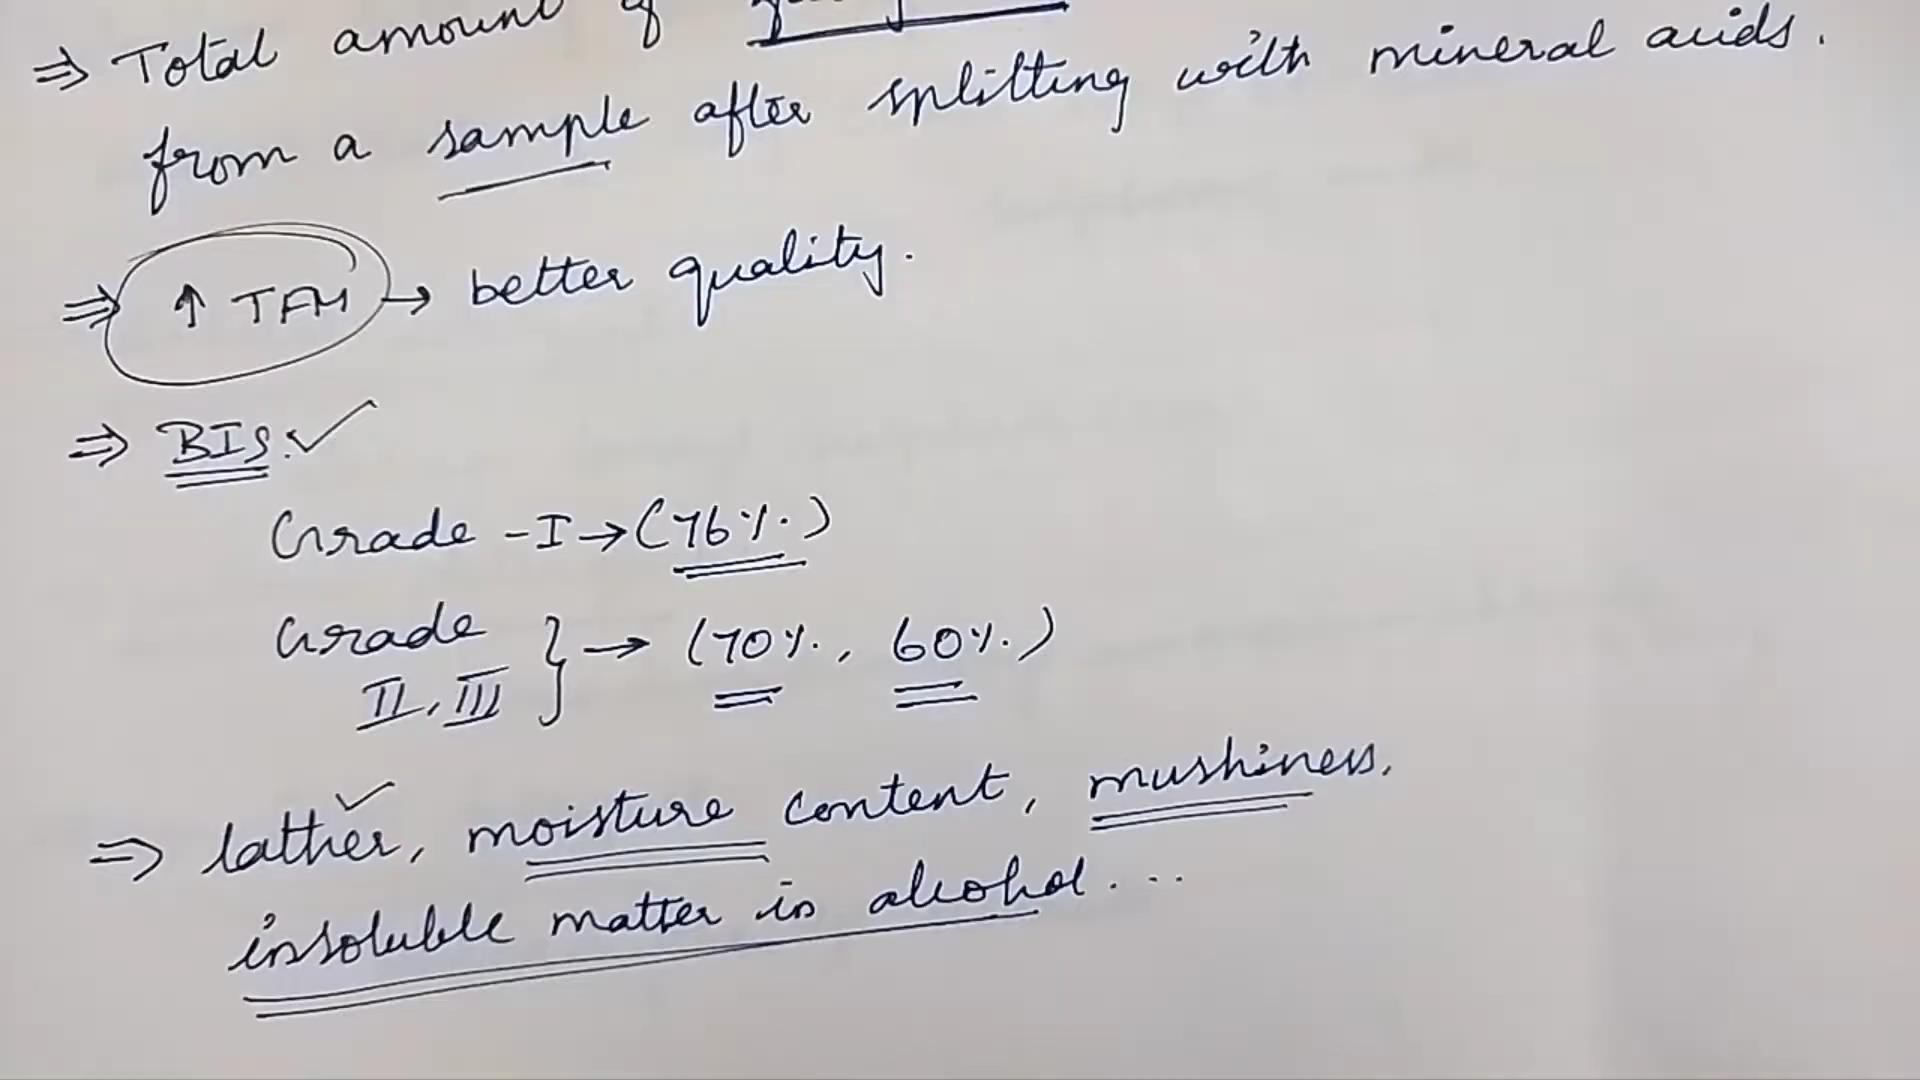 ⇒ Total amount of
from a sample after splitting with mineral acids.
⇒ ↑ TFM → better quality.
⇒ BIS: ✓
Grade - I → (76%)
Grade
II, III } → (70%, 60%)
⇒ lather, moisture content, mushiness,
insoluble matter in alcohol...